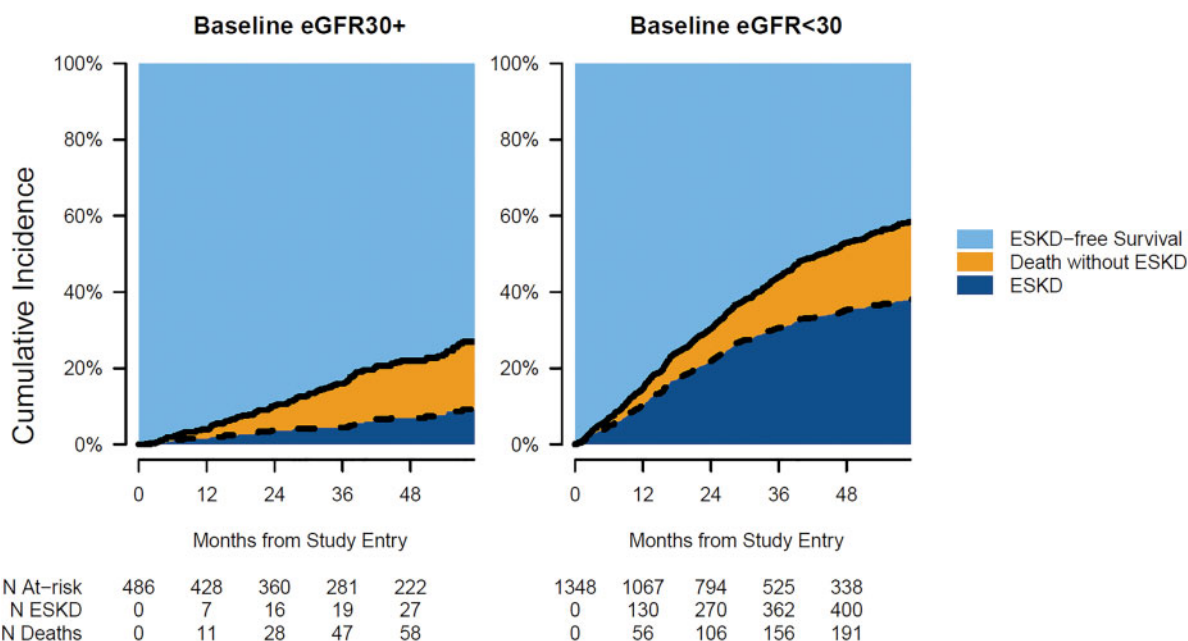 Baseline eGFR30+
Baseline eGFR<30
Cumulative Incidence
100%
80%
60%
40%
20%
0%
0 12 24 36 48
Months from Study Entry
100%
80%
60%
40%
20%
0%
0 12 24 36 48
Months from Study Entry
ESKD-free Survival
Death without ESKD
ESKD
N At-risk 486 428 360 281 222 1348 1067 794 525 338
N ESKD 0 7 16 19 27 0 130 270 362 400
N Deaths 0 11 28 47 58 0 56 106 156 191